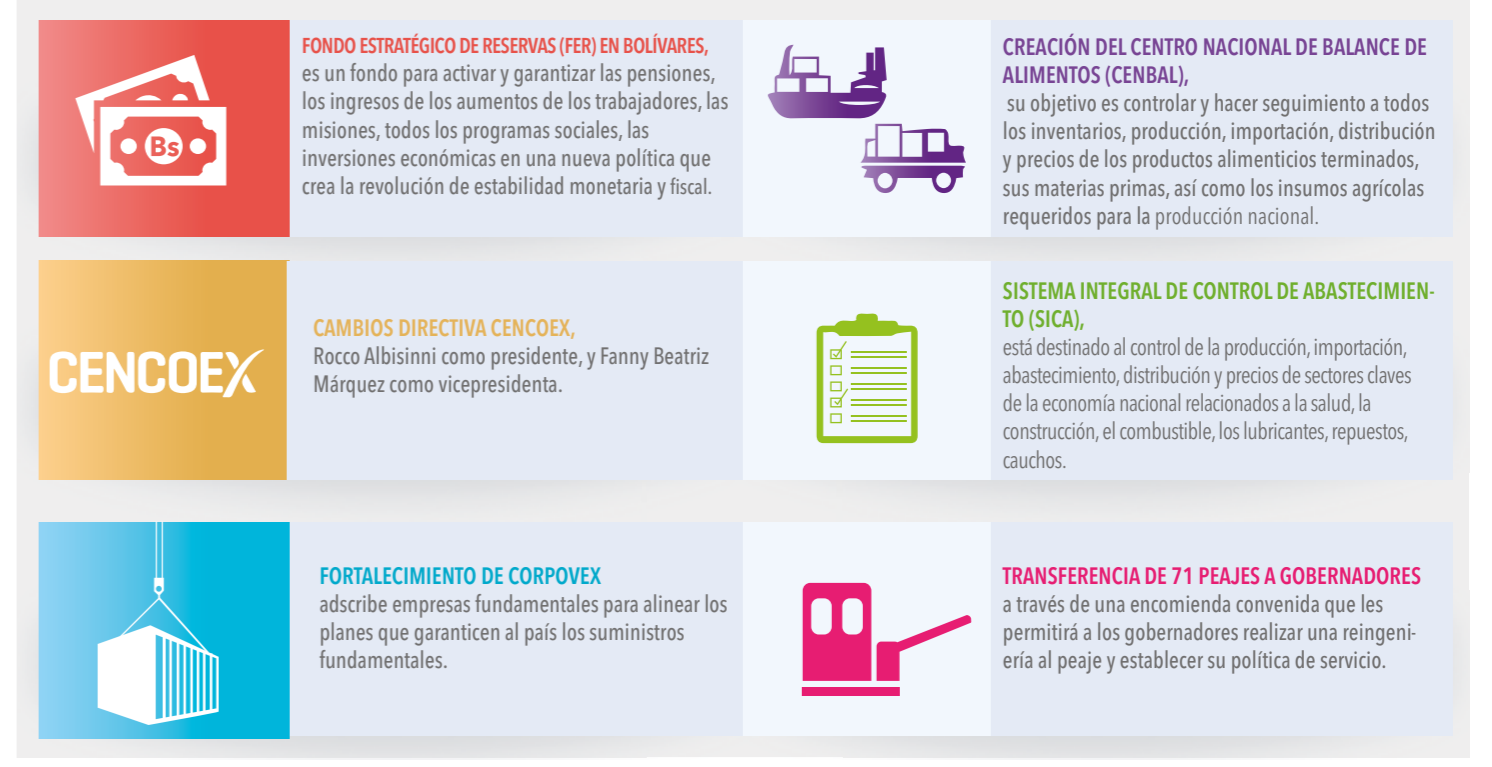 Bs
FONDO ESTRATÉGICO DE RESERVAS (FER) EN BOLÍVARES,
es un fondo para activar y garantizar las pensiones,
los ingresos de los aumentos de los trabajadores, las
misiones, todos los programas sociales, las
inversiones económicas en una nueva política que
crea la revolución de estabilidad monetaria y fiscal.
CREACIÓN DEL CENTRO NACIONAL DE BALANCE DE
ALIMENTOS (CENBAL),
su objetivo es controlar y hacer seguimiento a todos
los inventarios, producción, importación, distribución
y precios de los productos alimenticios terminados,
sus materias primas, así como los insumos agrícolas
requeridos para la producción nacional.
CENCOEX
CAMBIOS DIRECTIVA CENCOEX,
Rocco Albisinni como presidente, y Fanny Beatriz
Márquez como vicepresidenta.
SISTEMA INTEGRAL DE CONTROL DE ABASTECIMIEN-
TO (SICA),
está destinado al control de la producción, importación,
abastecimiento, distribución y precios de sectores claves
de la economía nacional relacionados a la salud, la
construcción, el combustible, los lubricantes, repuestos,
cauchos.
FORTALECIMIENTO DE CORPOVEX
adscribe empresas fundamentales para alinear los
planes que garanticen al país los suministros
fundamentales.
TRANSFERENCIA DE 71 PEAJES A GOBERNADORES
a través de una encomienda convenida que les
permitirá a los gobernadores realizar una reingeni-
ería al peaje y establecer su política de servicio.